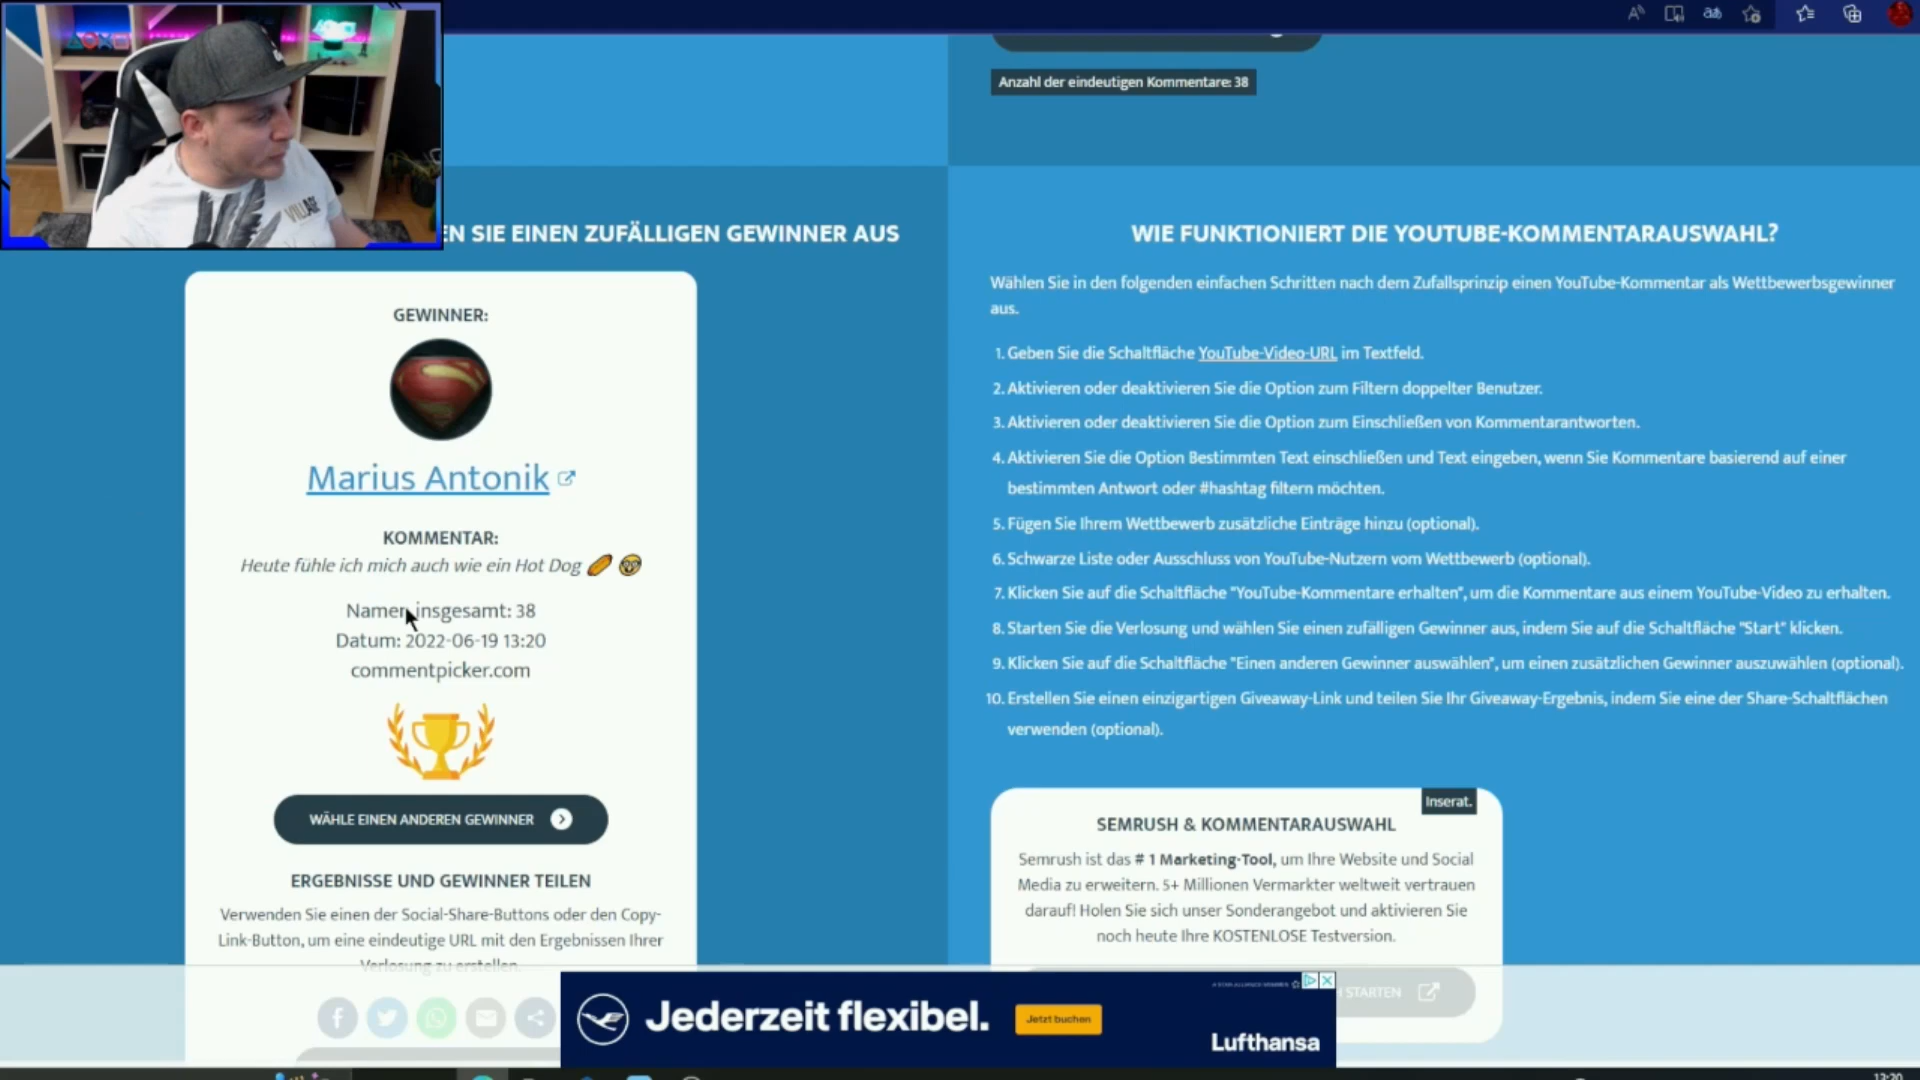 Anzahl der eindeutigen Kommentare: 38
EN SIE EINEN ZUFÄLLIGEN GEWINNER AUS
GEWINNER:
Marius Antonik
KOMMENTAR:
Heute fühle ich mich auch wie ein Hot Dog 🌭 🤓
Namen insgesamt: 38
Datum: 2022-06-19 13:20
commentpicker.com
WÄHLE EINEN ANDEREN GEWINNER
ERGEBNISSE UND GEWINNER TEILEN
Verwenden Sie einen der Social-Share-Buttons oder den Copy-
Link-Button, um eine eindeutige URL mit den Ergebnissen Ihrer
Verlosung zu erstellen.
WIE FUNKTIONIERT DIE YOUTUBE-KOMMENTARAUSWAHL?
Wählen Sie in den folgenden einfachen Schritten nach dem Zufallsprinzip einen YouTube-Kommentar als Wettbewerbsgewinner
aus.
1. Geben Sie die Schaltfläche YouTube-Video-URL im Textfeld.
2. Aktivieren oder deaktivieren Sie die Option zum Filtern doppelter Benutzer.
3. Aktivieren oder deaktivieren Sie die Option zum Einschließen von Kommentarantworten.
4. Aktivieren Sie die Option Bestimmten Text einschließen und Text eingeben, wenn Sie Kommentare basierend auf einer
bestimmten Antwort oder #hashtag filtern möchten.
5. Fügen Sie Ihrem Wettbewerb zusätzliche Einträge hinzu (optional).
6. Schwarze Liste oder Ausschluss von YouTube-Nutzern vom Wettbewerb (optional).
7. Klicken Sie auf die Schaltfläche "YouTube-Kommentare erhalten", um die Kommentare aus einem YouTube-Video zu erhalten.
8. Starten Sie die Verlosung und wählen Sie einen zufälligen Gewinner aus, indem Sie auf die Schaltfläche "Start" klicken.
9. Klicken Sie auf die Schaltfläche "Einen anderen Gewinner auswählen", um einen zusätzlichen Gewinner auszuwählen (optional).
10. Erstellen Sie einen einzigartigen Giveaway-Link und teilen Sie Ihr Giveaway-Ergebnis, indem Sie eine der Share-Schaltflächen
verwenden (optional).
Inserat.
SEMRUSH & KOMMENTARAUSWAHL
Semrush ist das # 1 Marketing-Tool, um Ihre Website und Social
Media zu erweitern. 5+ Millionen Vermarkter weltweit vertrauen
darauf! Holen Sie sich unser Sonderangebot und aktivieren Sie
noch heute Ihre KOSTENLOSE Testversion.
STARTEN
Jederzeit flexibel.
Jetzt buchen
Lufthansa
13:20